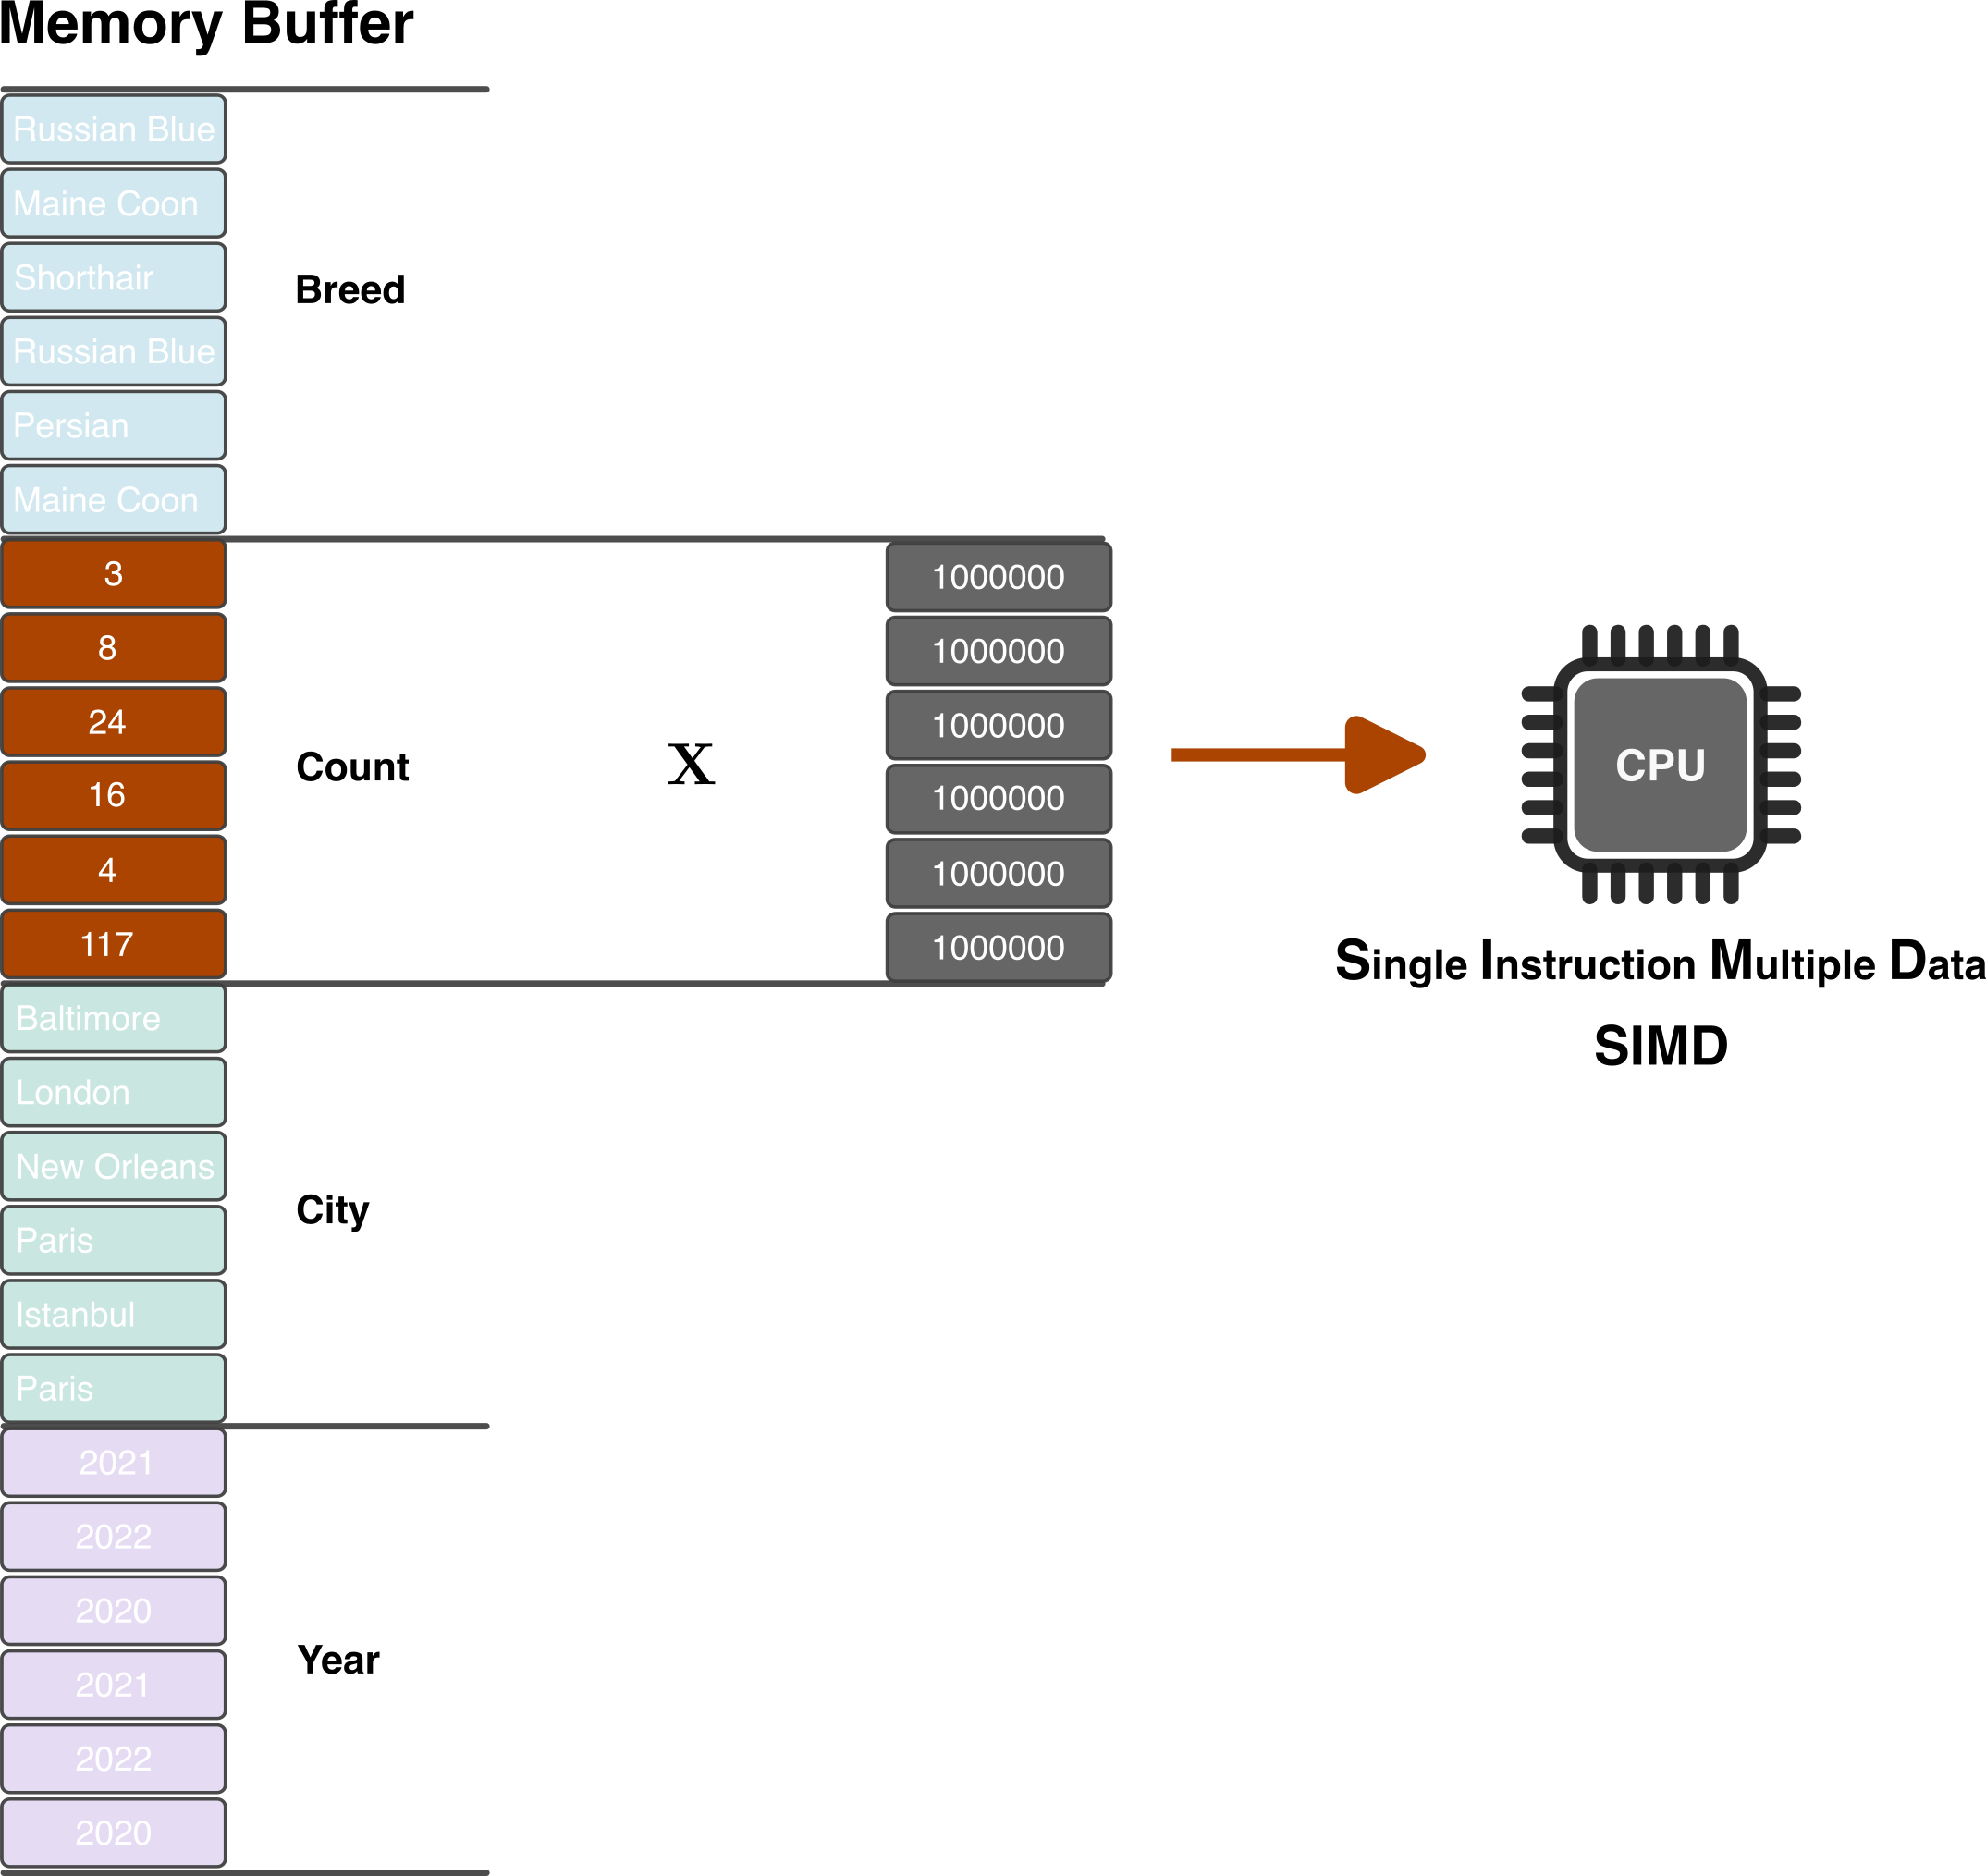 Memory Buffer
Russian Blue
Maine Coon
Shorthair
Breed
Russian Blue
Persian
Maine Coon
3 1000000
8 1000000
24 1000000
Count X CPU
16 1000000
4 1000000
117 1000000
Single Instruction Multiple Data
SIMD
Baltimore
London
New Orleans
City
Paris
Istanbul
Paris
2021
2022
2020
Year
2021
2022
2020